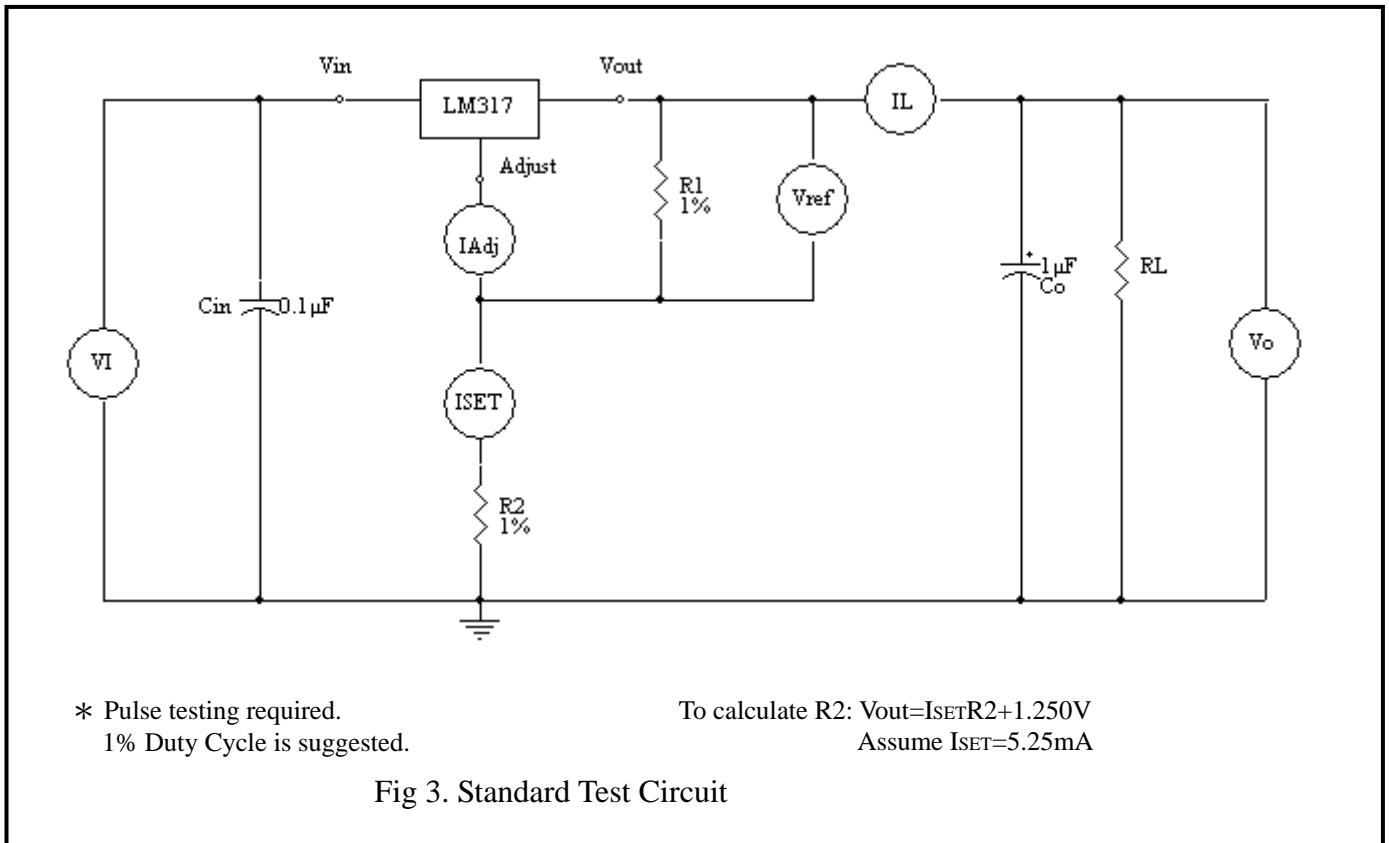 Vin
Vout
LM317
IL
Adjust
R1
1%
Vref
IAdj
1μF
Co
RL
Cin
0.1μF
VI
Vo
ISET
R2
1%
* Pulse testing required.
1% Duty Cycle is suggested.
To calculate R2: Vout=ISETR2+1.250V
Assume ISET=5.25mA
Fig 3. Standard Test Circuit